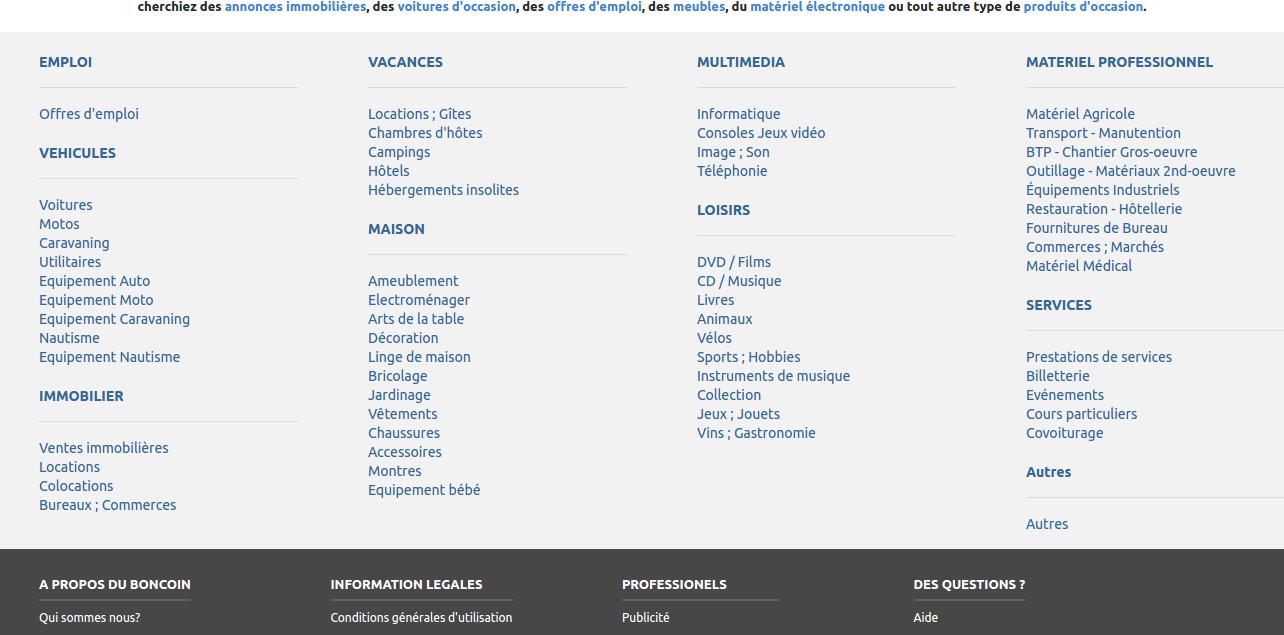 cherchiez des annonces immobilières, des voitures d'occasion, des offres d'emploi, des meubles, du matériel électronique ou tout autre type de produits d'occasion.
EMPLOI
Offres d'emploi
VEHICULES
Voitures
Motos
Caravaning
Utilitaires
Equipement Auto
Equipement Moto
Equipement Caravaning
Nautisme
Equipement Nautisme
IMMOBILIER
Ventes immobilières
Locations
Colocations
Bureaux ; Commerces
VACANCES
Locations ; Gîtes
Chambres d'hôtes
Campings
Hôtels
Hébergements insolites
MAISON
Ameublement
Electroménager
Arts de la table
Décoration
Linge de maison
Bricolage
Jardinage
Vêtements
Chaussures
Accessoires
Montres
Equipement bébé
MULTIMEDIA
Informatique
Consoles Jeux vidéo
Image ; Son
Téléphonie
LOISIRS
DVD / Films
CD / Musique
Livres
Animaux
Vélos
Sports ; Hobbies
Instruments de musique
Collection
Jeux ; Jouets
Vins ; Gastronomie
MATERIEL PROFESSIONNEL
Matériel Agricole
Transport - Manutention
BTP - Chantier Gros-oeuvre
Outillage - Matériaux 2nd-oeuvre
Équipements Industriels
Restauration - Hôtellerie
Fournitures de Bureau
Commerces ; Marchés
Matériel Médical
SERVICES
Prestations de services
Billetterie
Evénements
Cours particuliers
Covoiturage
Autres
Autres
A PROPOS DU BONCOIN
Qui sommes nous?
INFORMATION LEGALES
Conditions générales d'utilisation
PROFESSIONELS
Publicité
DES QUESTIONS ?
Aide